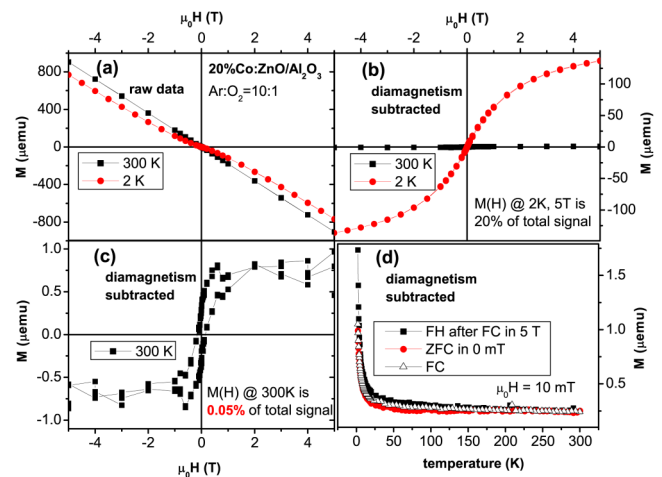 μ₀H (T)
μ₀H (T)
-4 -2 0 2 4
-4 -2 0 2 4
(a)
raw data
20%Co:ZnO/Al₂O₃
Ar:O₂=10:1
800
400
0
-400
-800
M (μemu)
300 K
2 K
(b)
diamagnetism
subtracted
300 K
2 K
M(H) @ 2K, 5T is
20% of total signal
100
50
0
-50
-100
M (μemu)
(c)
diamagnetism
subtracted
1.0
0.5
0.0
-0.5
-1.0
M (μemu)
300 K
M(H) @ 300K is
0.05% of total signal
-4 -2 0 2 4
μ₀H (T)
(d)
diamagnetism
subtracted
FH after FC in 5 T
ZFC in 0 mT
FC
μ₀H = 10 mT
1.5
1.0
0.5
M (μemu)
0 50 100 150 200 250 300
temperature (K)